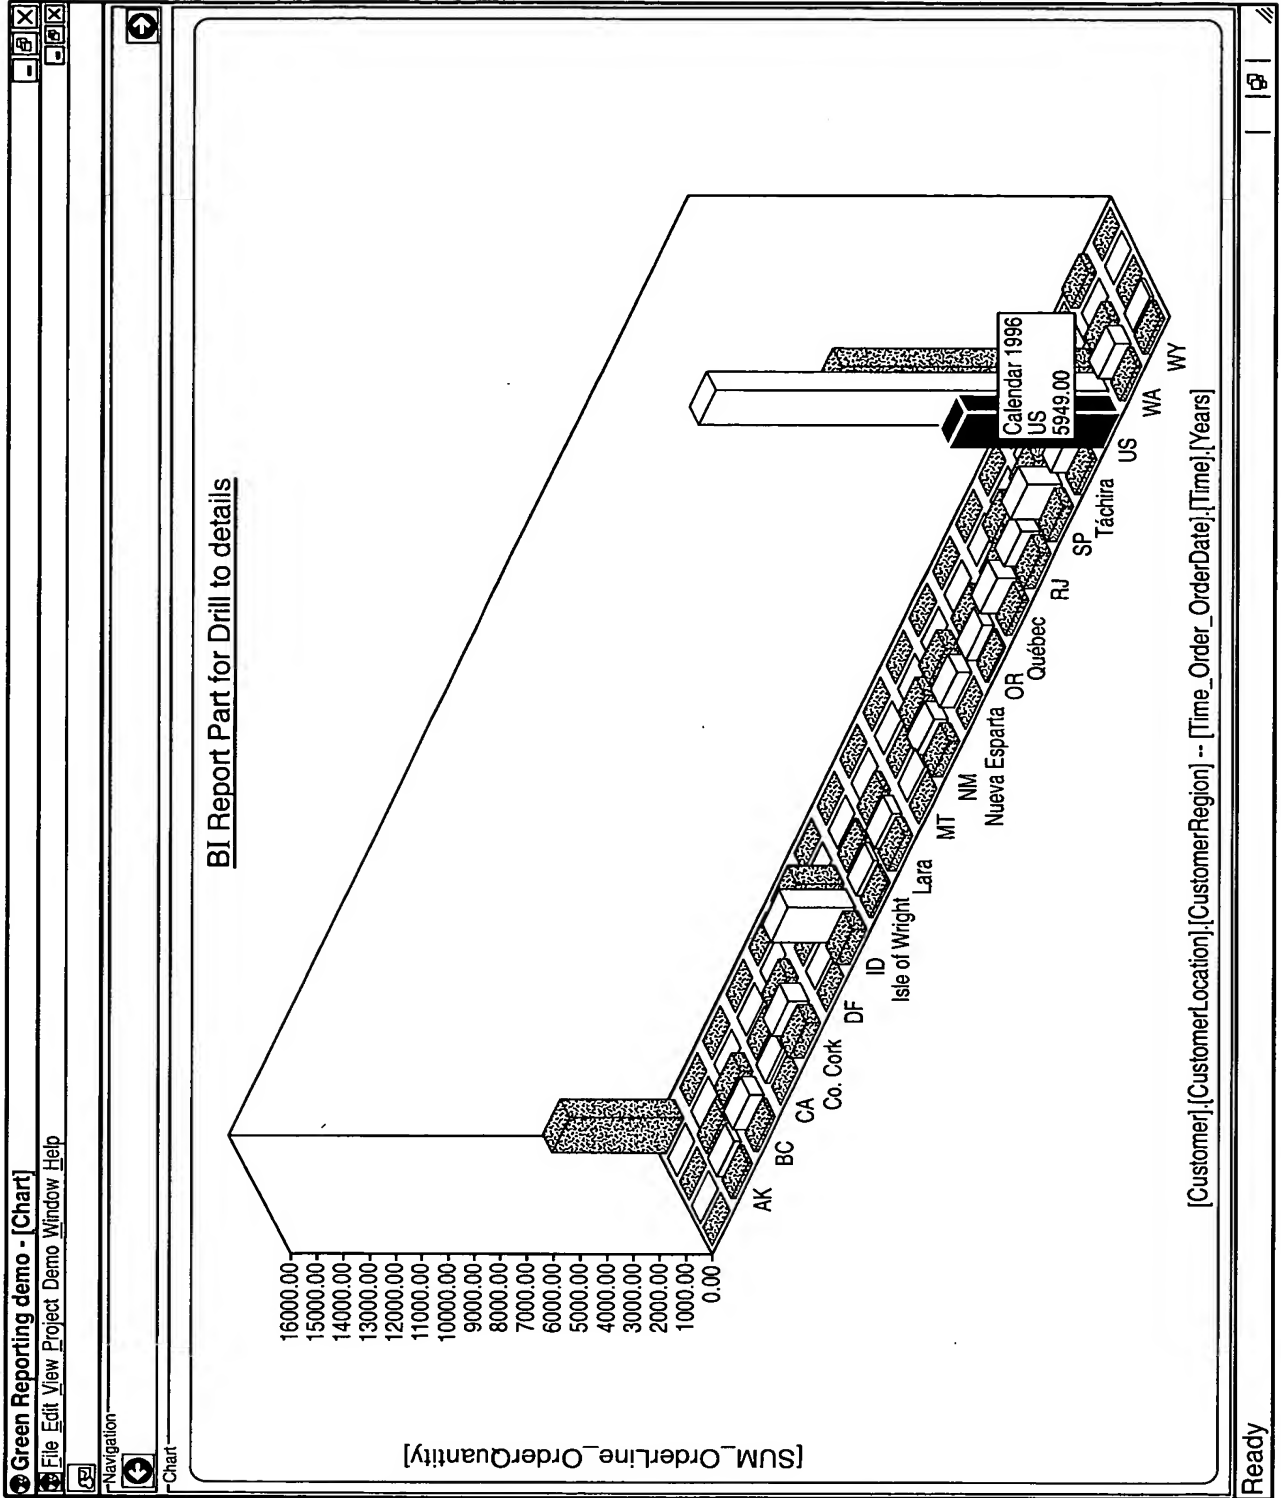 Green Reporting demo - [Chart]
File Edit View Project Demo Window Help
Navigation
Chart
BI Report Part for Drill to details
16000.00
15000.00
14000.00
13000.00
12000.00
11000.00
10000.00
9000.00
8000.00
7000.00
6000.00
5000.00
4000.00
3000.00
2000.00
1000.00
0.00
[SUM_OrderLine_OrderQuantity]
Calendar 1996
US
5949.00
AK
BC
CA
Co. Cork
DF
ID
Isle of Wright
Lara
MT
NM
Nueva Esparta
OR
Québec
RJ
SP
Táchira
US
WA
WY
[Customer].[CustomerLocation].[CustomerRegion] -- [Time_Order_OrderDate].[Time].[Years]
Ready